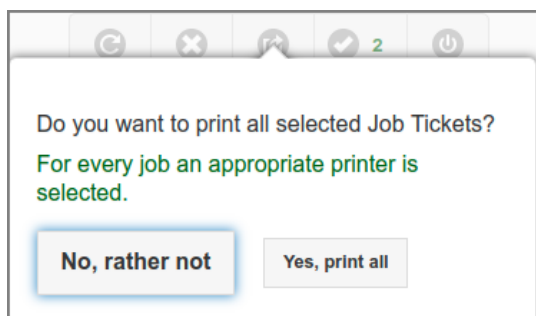 2
Do you want to print all selected Job Tickets?
For every job an appropriate printer is
selected.
No, rather not
Yes, print all